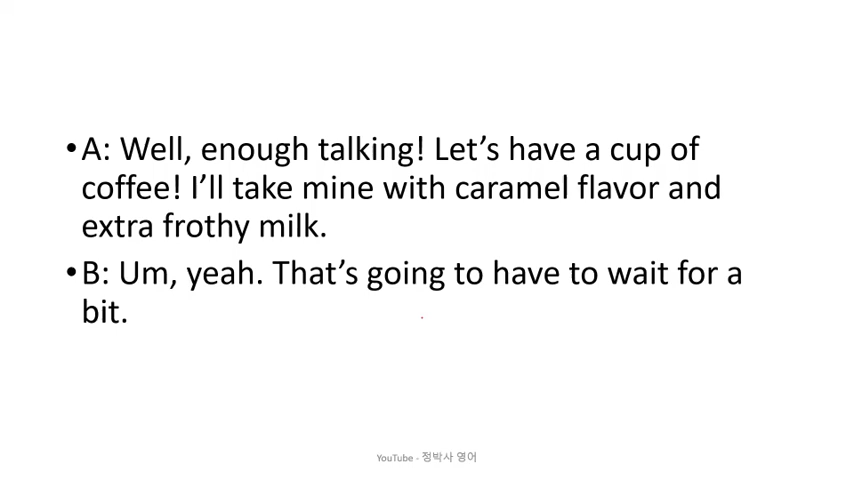 •A: Well, enough talking! Let’s have a cup of
coffee! I’ll take mine with caramel flavor and
extra frothy milk.
•B: Um, yeah. That’s going to have to wait for a
bit.
YouTube - 정박사 영어